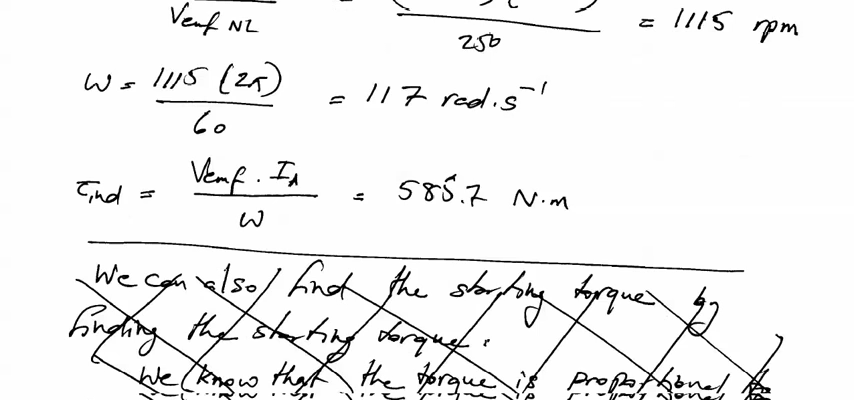 Vemf NL
250
= 1115 rpm
ω = 1115 (2π) / 60 = 117 rad.s⁻¹
τind = Vemf . IA / ω = 585.7 N.m
We can also find the starting torque by
finding the starting torque.
We know that the torque is proportional to